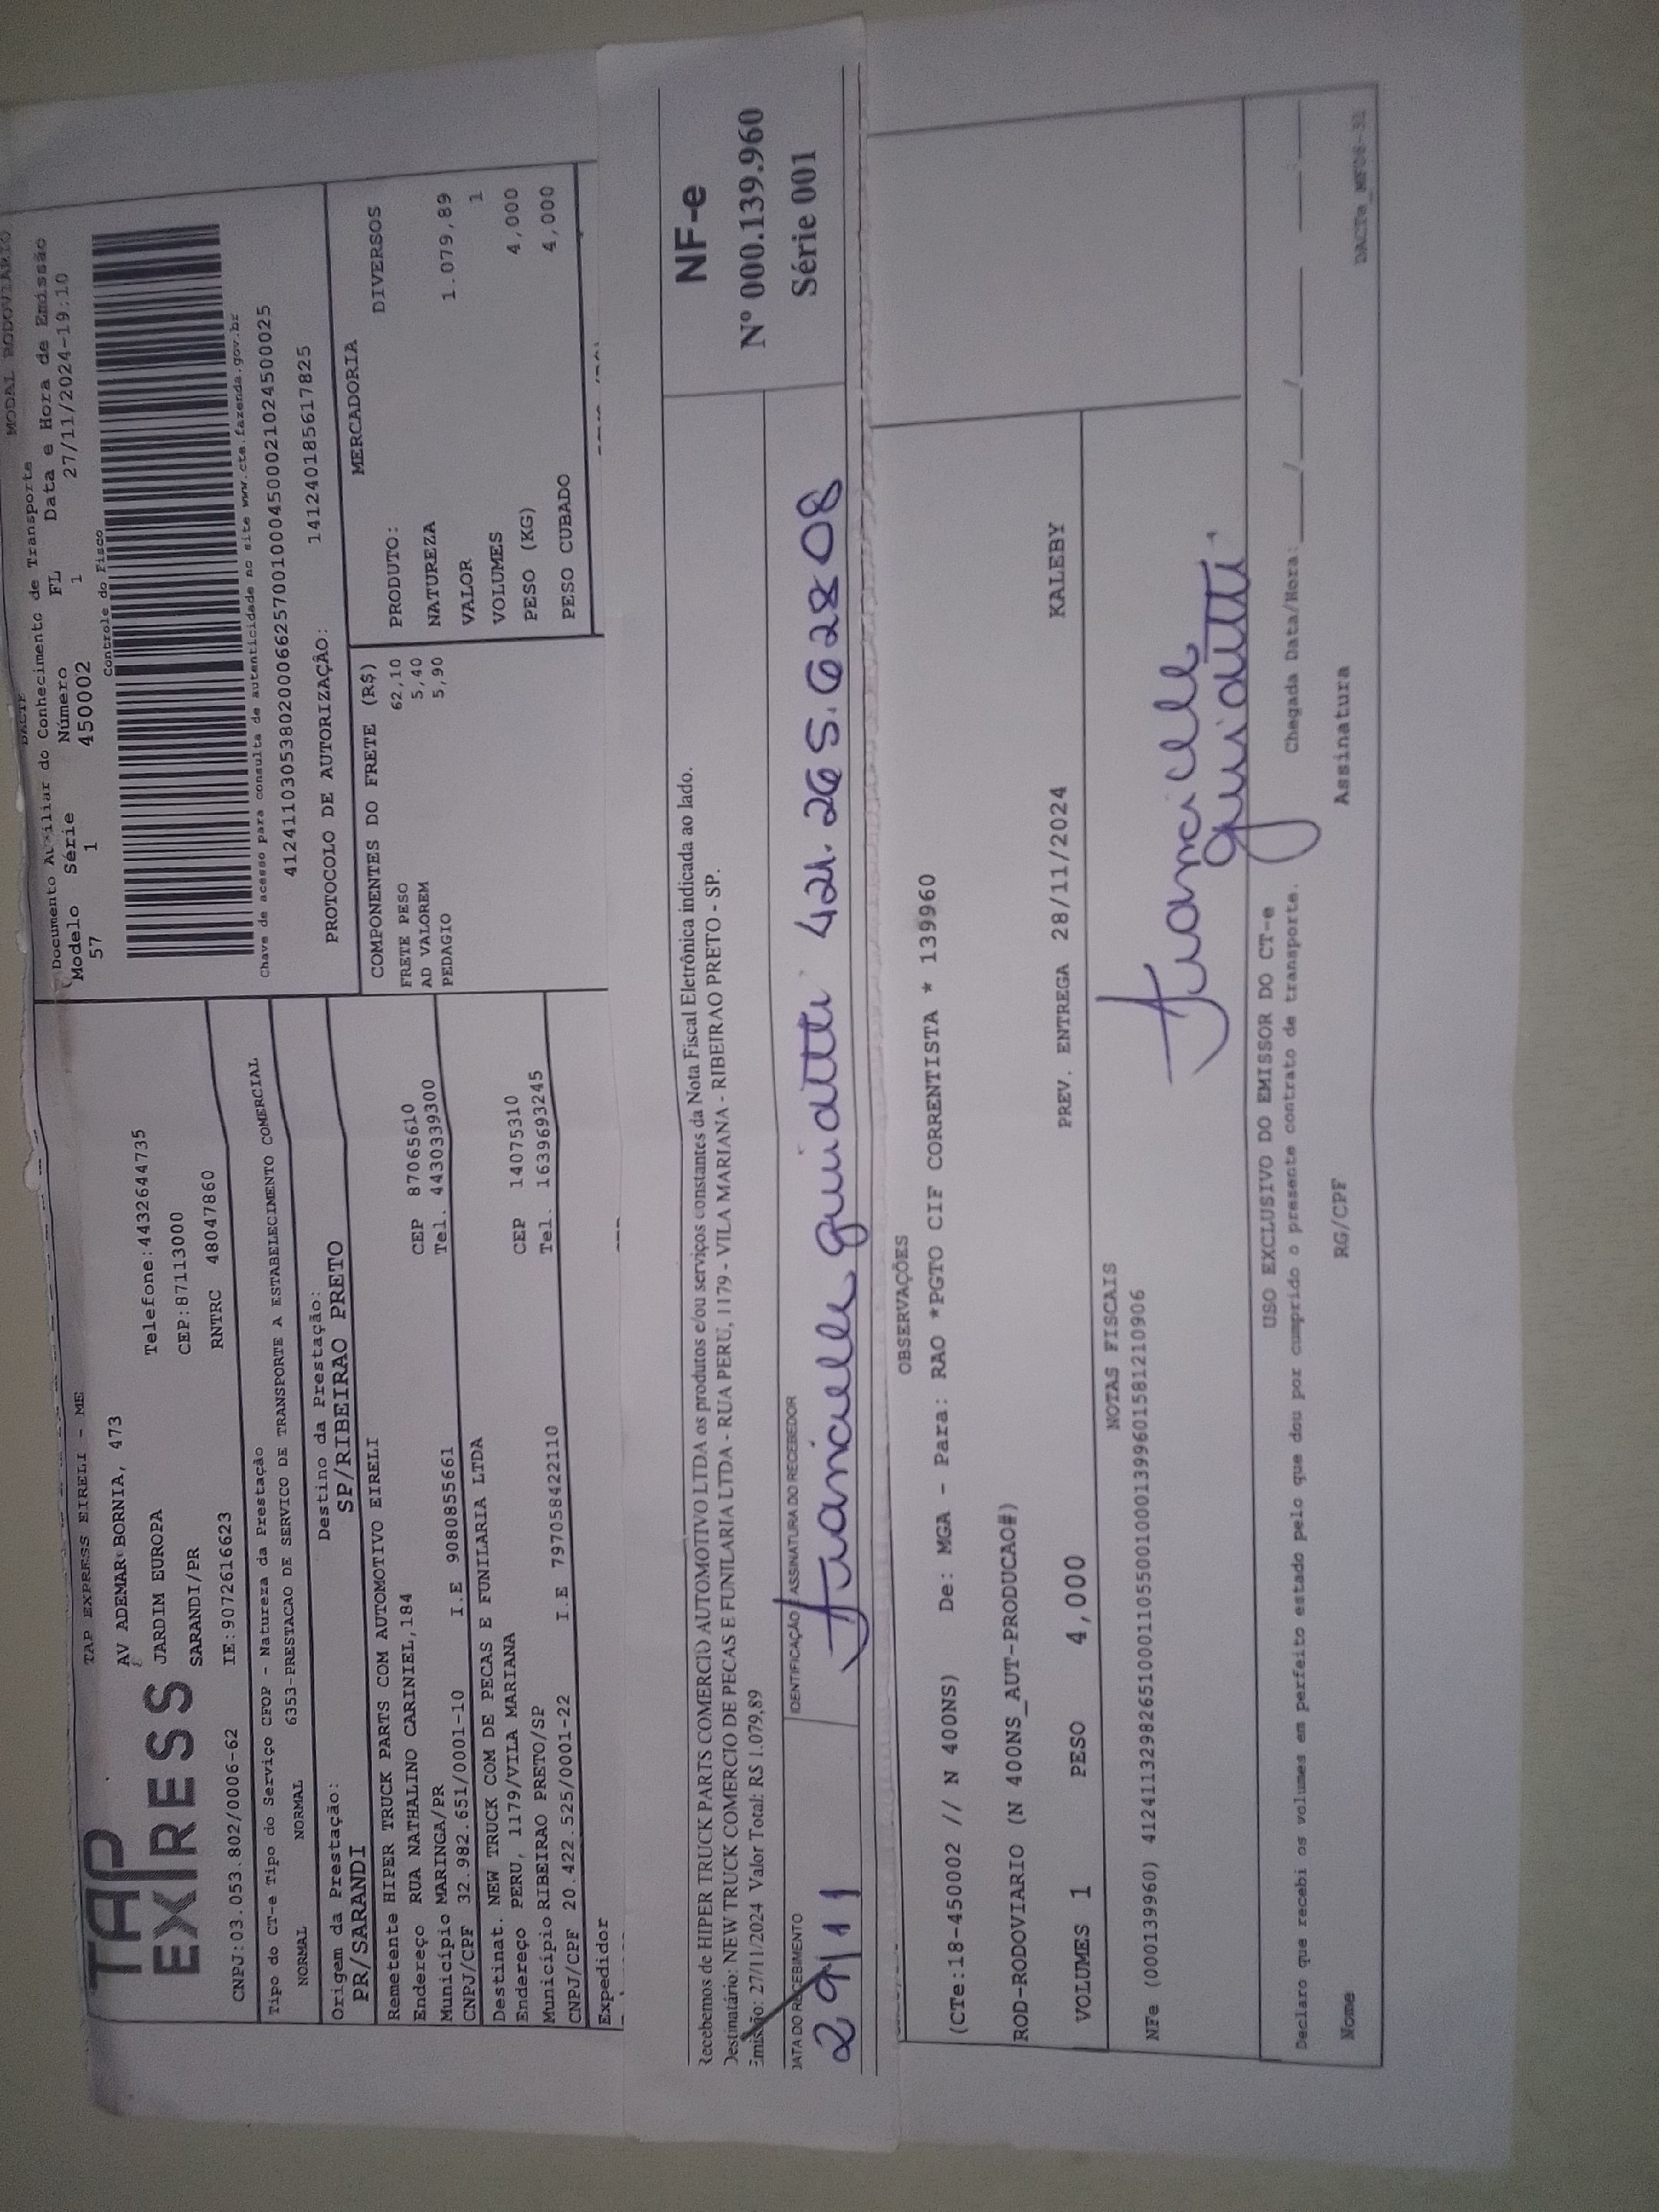 MODAL RODOVIARIO
DACTE
Documento Auxiliar do Conhecimento de Transporte
Modelo Série Número FL Data e Hora de Emissão
57 1 450002 1 27/11/2024-19:10
Controle do Fisco
Chave de acesso para consulta de autenticidade no site www.cte.fazenda.gov.br
41241103053802000662570010004500021024500025
PROTOCOLO DE AUTORIZAÇÃO: 141240185617825
TAP EXPRESS EIRELI - ME
TAP
EXPRESS
AV ADEMAR BORNIA, 473
JARDIM EUROPA Telefone:4432644735
SARANDI/PR CEP:87113000
CNPJ:03.053.802/0006-62 IE:9072616623 RNTRC 48047860
Tipo do CT-e Tipo do Serviço CFOP - Natureza da Prestação
NORMAL NORMAL 6353-PRESTACAO DE SERVICO DE TRANSPORTE A ESTABELECIMENTO COMERCIAL
Origem da Prestação: Destino da Prestação:
PR/SARANDI SP/RIBEIRAO PRETO
Remetente HIPER TRUCK PARTS COM AUTOMOTIVO EIRELI
Endereço RUA NATHALINO CARINIEL,184 CEP 87065610
Município MARINGA/PR Tel. 4430339300
CNPJ/CPF 32.982.651/0001-10 I.E 9080855661
Destinat. NEW TRUCK COM DE PECAS E FUNILARIA LTDA
Endereço PERU, 1179/VILA MARIANA CEP 14075310
Município RIBEIRAO PRETO/SP Tel. 1639693245
CNPJ/CPF 20.422.525/0001-22 I.E 797058422110
Expedidor
COMPONENTES DO FRETE (R$)
FRETE PESO 62,10
AD VALOREM 5,40
PEDAGIO 5,90
MERCADORIA
PRODUTO: DIVERSOS
NATUREZA
VALOR 1.079,89
VOLUMES 1
PESO (KG) 4,000
PESO CUBADO 4,000
Recebemos de HIPER TRUCK PARTS COMERCIO AUTOMOTIVO LTDA os produtos e/ou serviços constantes da Nota Fiscal Eletrônica indicada ao lado.
Destinatário: NEW TRUCK COMERCIO DE PECAS E FUNILARIA LTDA - RUA PERU, 1179 - VILA MARIANA - RIBEIRAO PRETO - SP.
Emissão: 27/11/2024 Valor Total: R$ 1.079,89
DATA DO RECEBIMENTO IDENTIFICAÇÃO E ASSINATURA DO RECEBEDOR
29/11 Franciele Guidutti 421.265.628 08
NF-e
Nº 000.139.960
Série 001
OBSERVAÇÕES
(CTe:18-450002 // N 400NS) De: MGA - Para: RAO *PGTO CIF CORRENTISTA * 139960
ROD-RODOVIARIO (N 400NS_AUT-PRODUCAO#)
VOLUMES 1 PESO 4,000 PREV. ENTREGA 28/11/2024 KALEBY
NOTAS FISCAIS
NFe (000139960) 41241132982651000110550010001399601581210906
Franciele
Guidutti
USO EXCLUSIVO DO EMISSOR DO CT-e
Declaro que recebi os volumes em perfeito estado pelo que dou por cumprido o presente contrato de transporte. Chegada Data/Hora:____/____/____ ___:___
Nome RG/CPF Assinatura